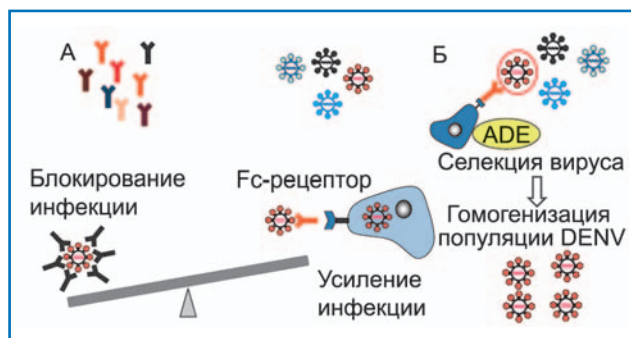 А
Б
ADE
Селекция вируса
Блокирование
инфекции
Fc-рецептор
Гомогенизация
популяции DENV
Усиление
инфекции